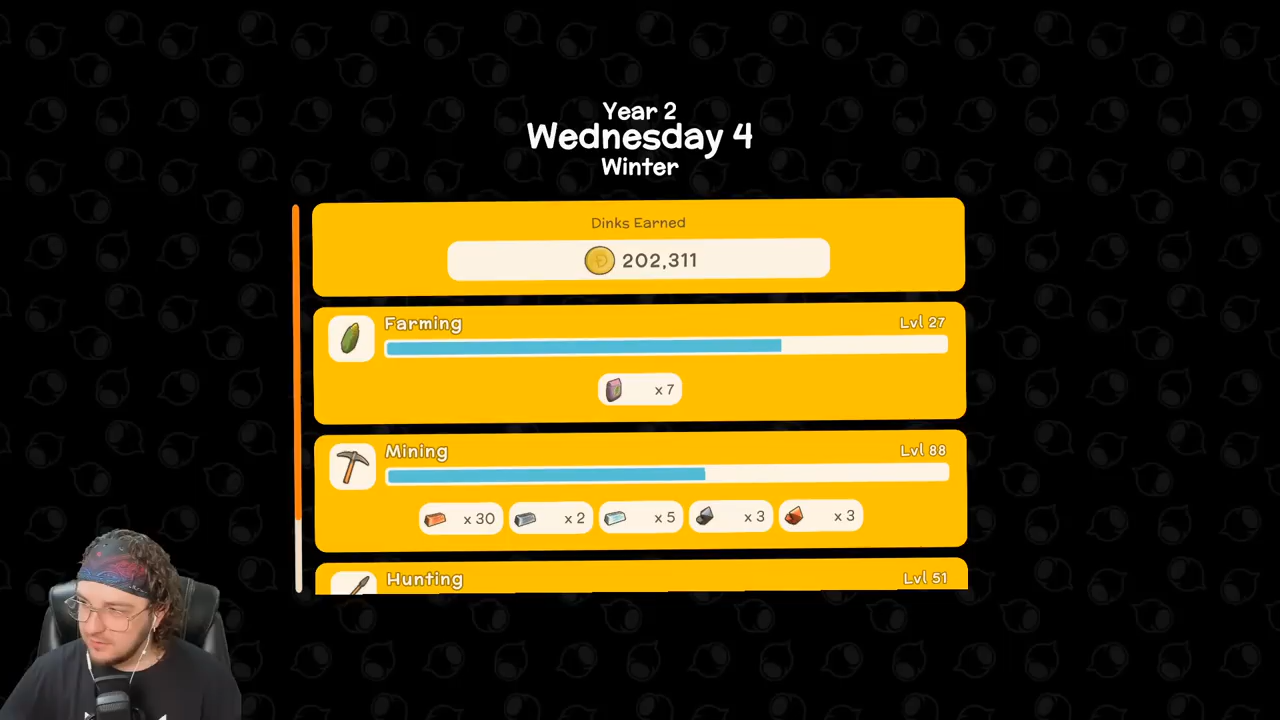 Year 2
Wednesday 4
Winter
Dinks Earned
202,311
Farming Lvl 27
x 7
Mining Lvl 88
x 30 x 2 x 5 x 3 x 3
Hunting Lvl 51